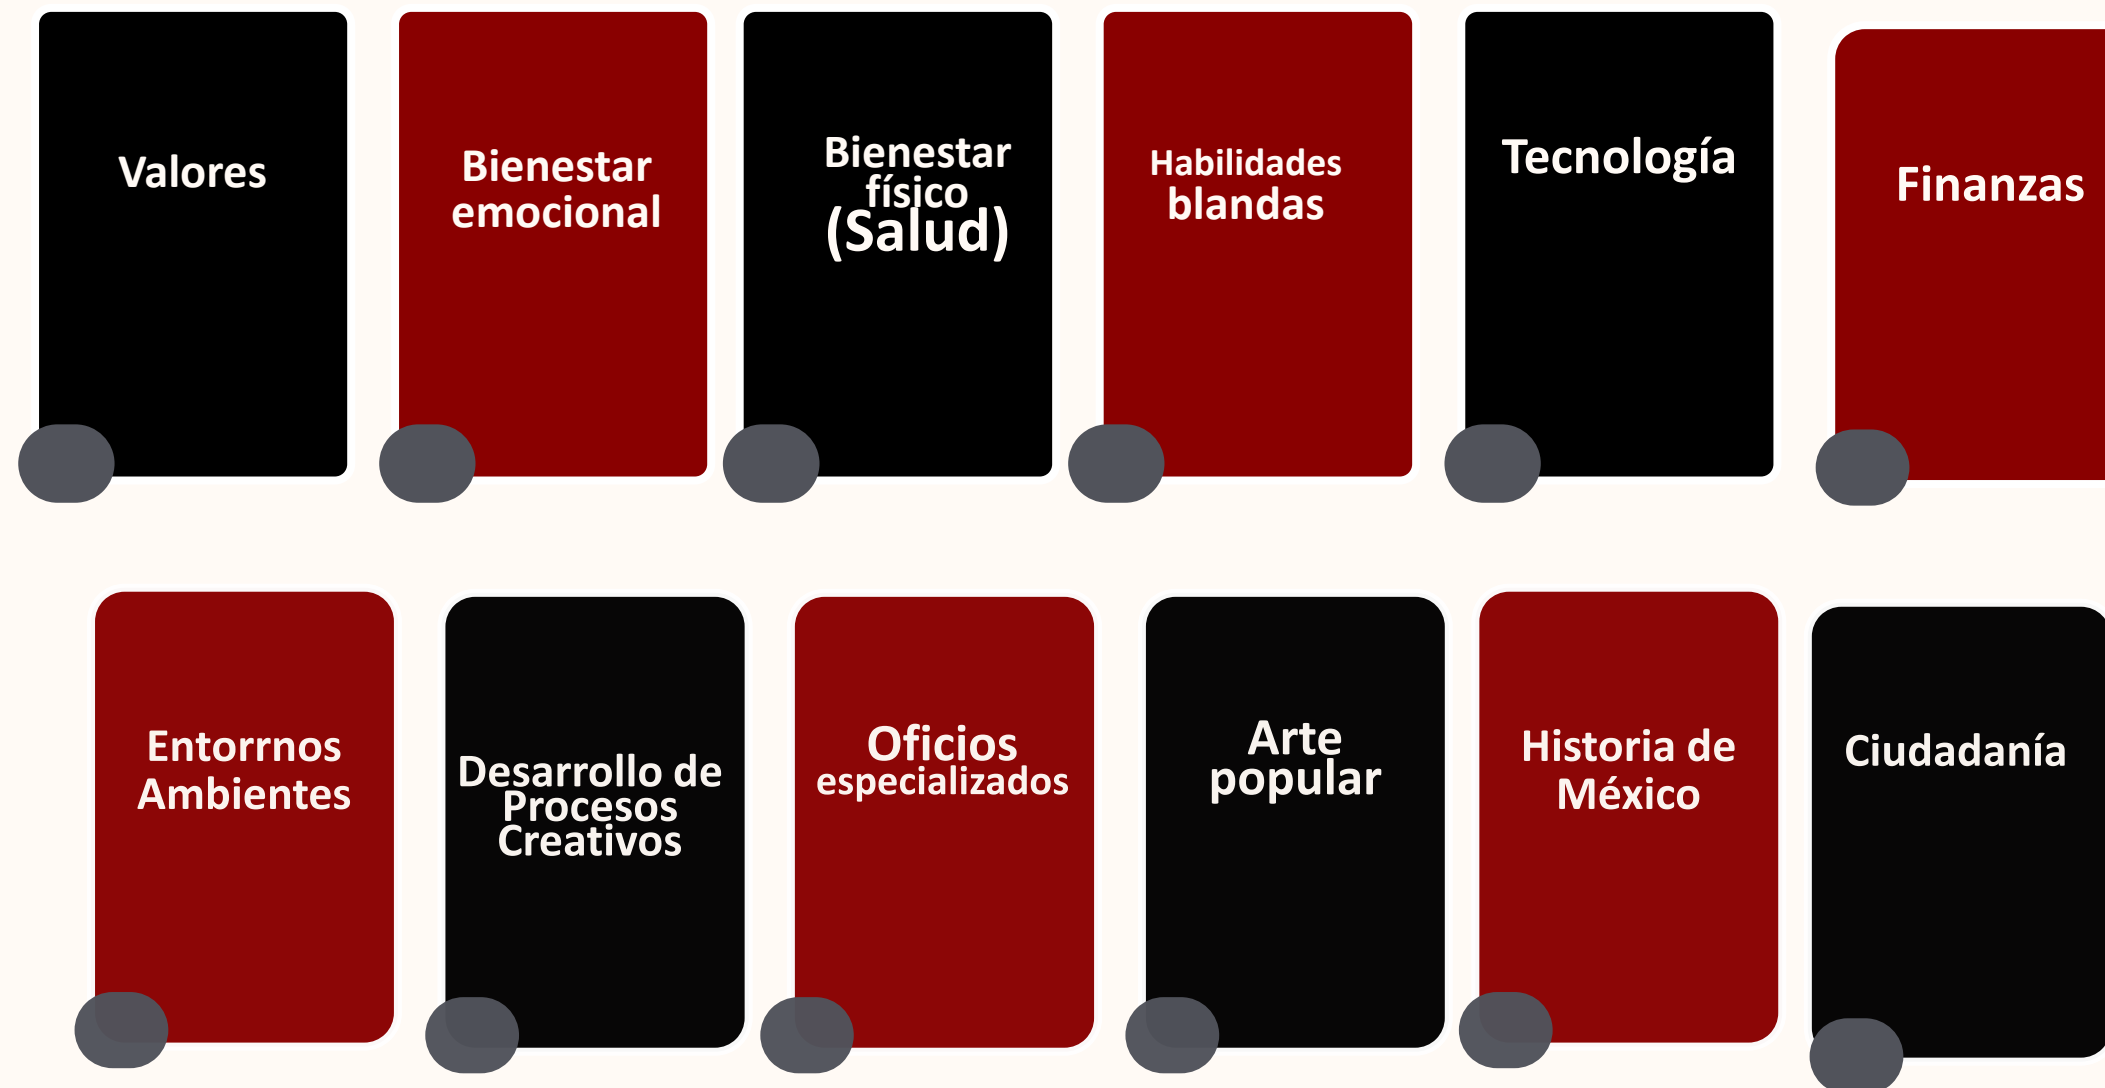 Valores
Bienestar
emocional
Bienestar
físico
(Salud)
Habilidades
blandas
Tecnología
Finanzas
Entorrnos
Ambientes
Desarrollo de
Procesos
Creativos
Oficios
especializados
Arte
popular
Historia de
México
Ciudadanía